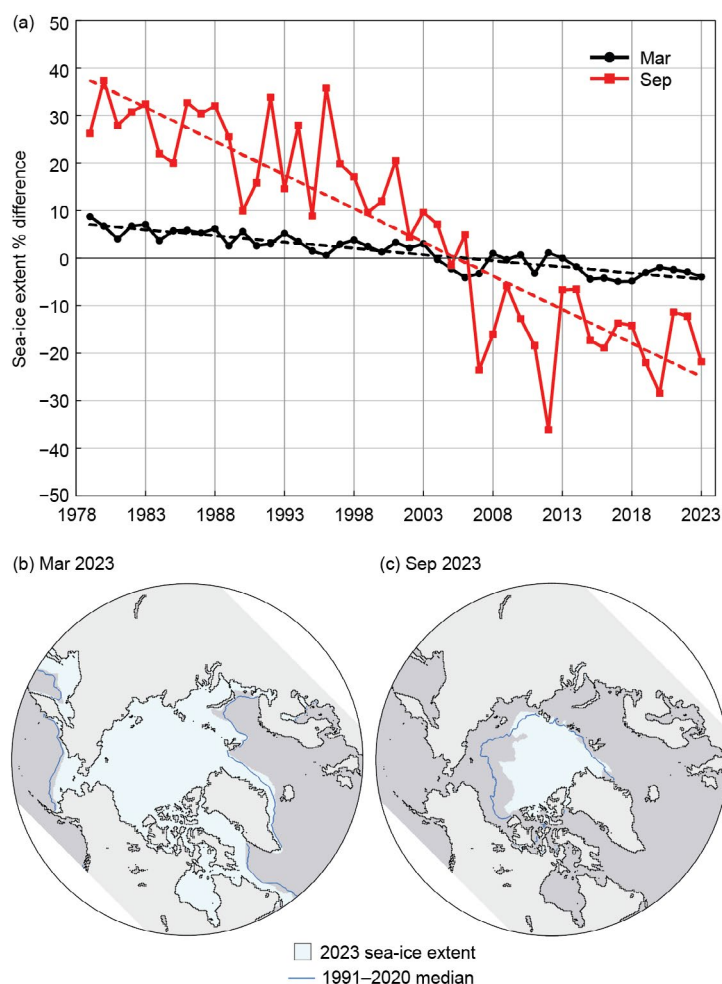 (a)
50
40
30
20
10
0
−10
−20
−30
−40
−50
Sea-ice extent % difference
Mar
Sep
1978 1983 1988 1993 1998 2003 2008 2013 2018 2023
(b) Mar 2023
(c) Sep 2023
2023 sea-ice extent
1991–2020 median